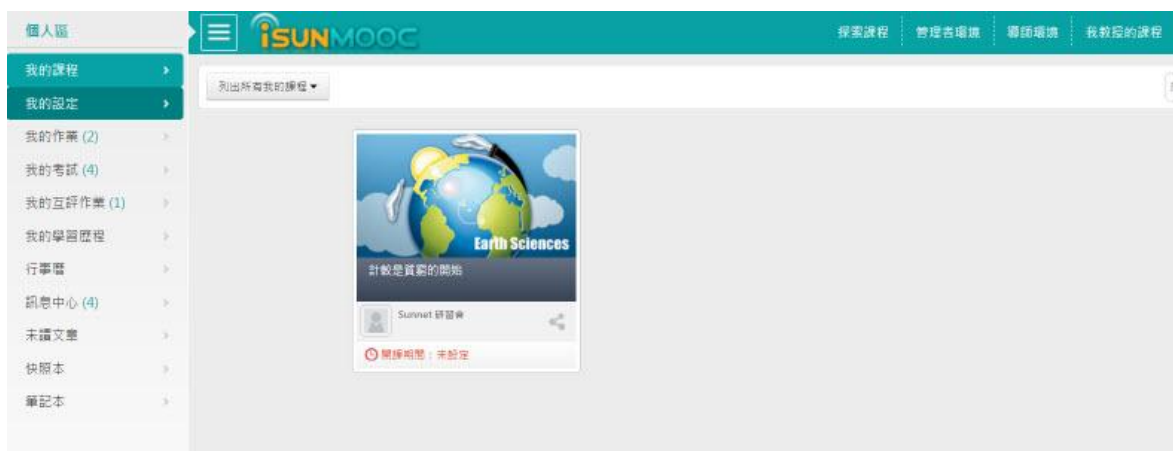 個人區
iSUNMOOC
探索課程
管理者環境
導師環境
我教授的課程
我的課程
我的設定
我的作業 (2)
我的考試 (4)
我的互評作業 (1)
我的學習歷程
行事曆
訊息中心 (4)
未讀文章
快照本
筆記本
列出所有我的課程
Earth Sciences
計較是貧窮的開始
Sunnet 研習會
開課期間：未設定